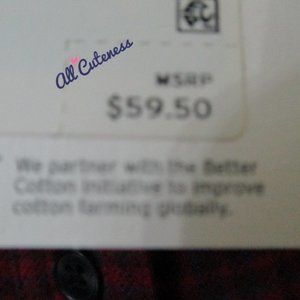 All Cuteness
MSRP
$59.50
We partner with the Better
Cotton Initiative to improve
cotton farming globally.